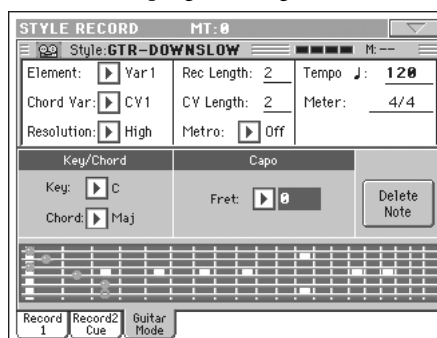 STYLE RECORD MT:0
Style:GTR-DOWNSLOW M:--
Element: Var1 Rec Length: 2 Tempo ♩: 120
Chord Var: CV1 CV Length: 2 Meter: 4/4
Resolution: High Metro: Off
Key/Chord Capo
Key: C
Fret: 0
Chord: Maj
Delete
Note
Record
1
Record2
Cue
Guitar
Mode